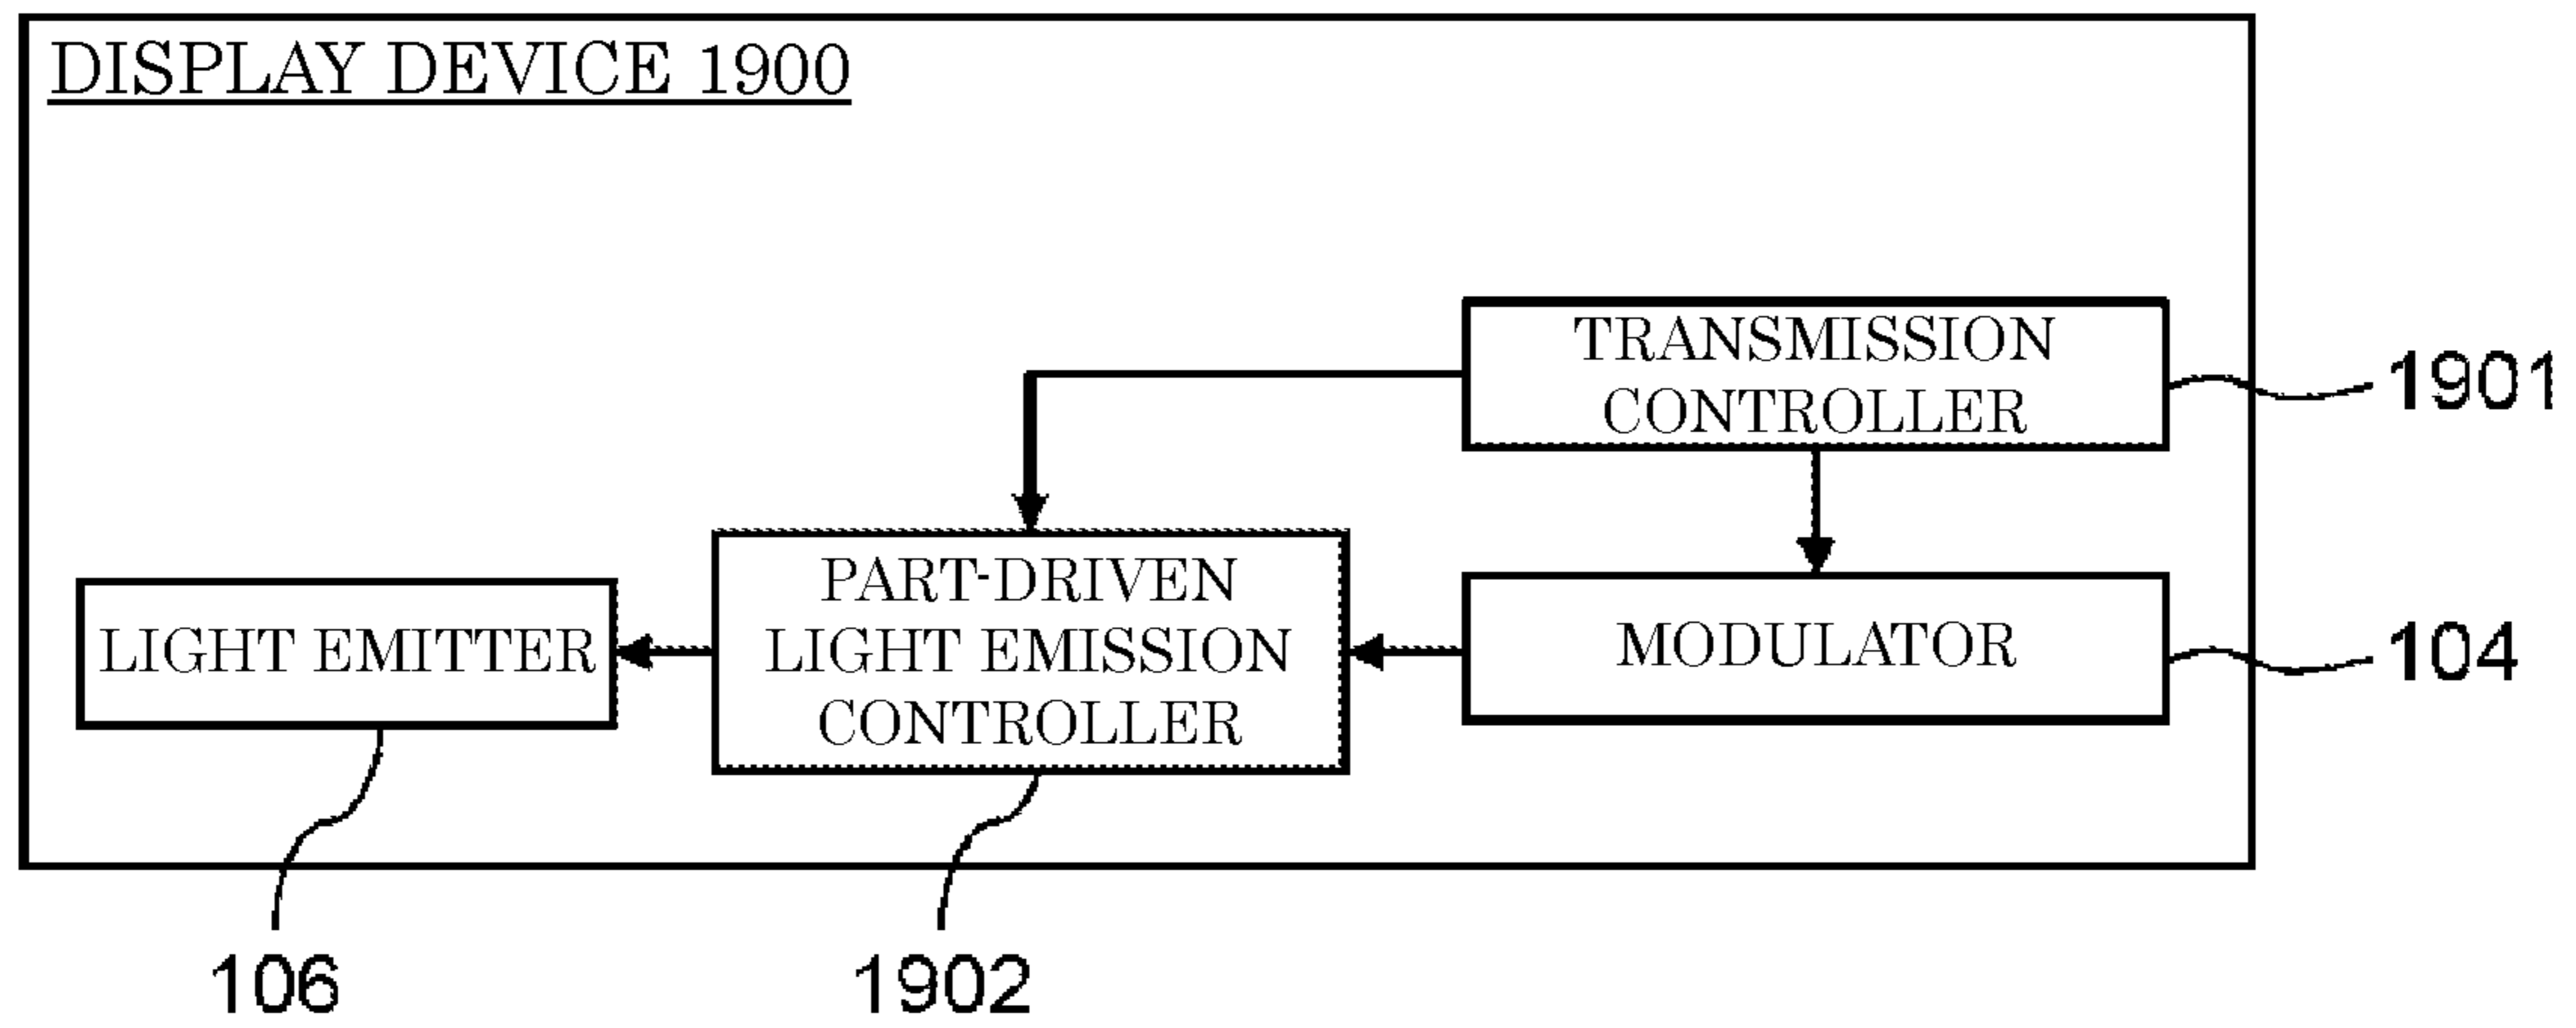 DISPLAY DEVICE 1900
TRANSMISSION
CONTROLLER
1901
PART-DRIVEN
LIGHT EMISSION
CONTROLLER
LIGHT EMITTER
MODULATOR
104
106
1902